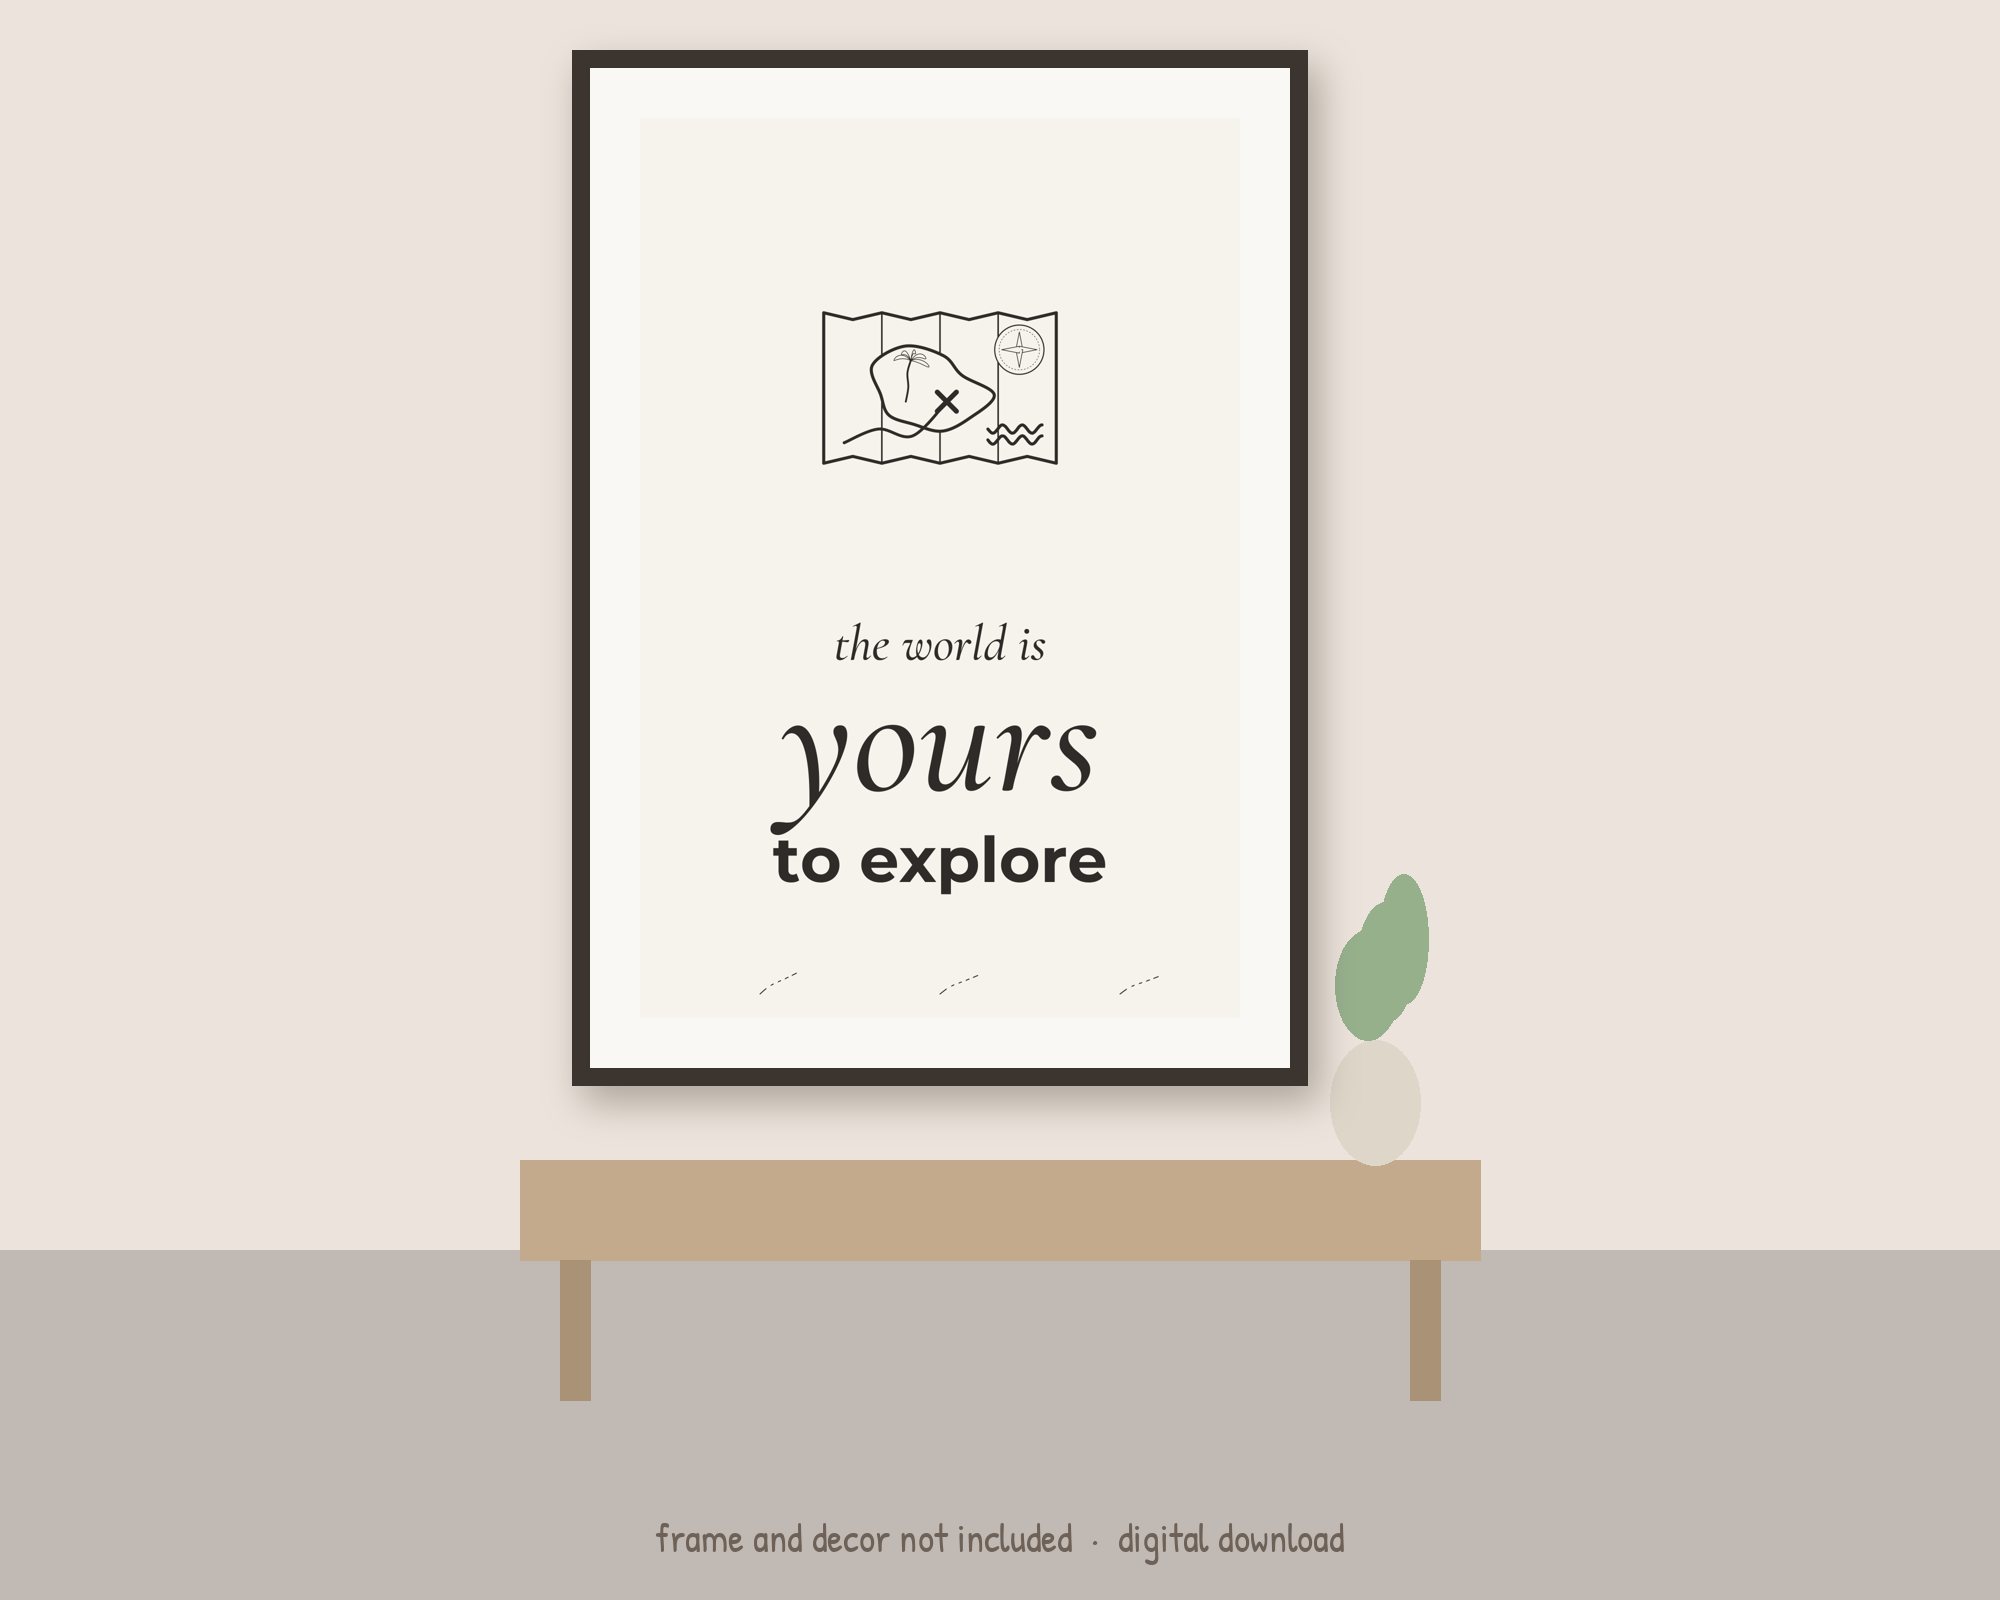 the world is
yours
to explore
frame and decor not included · digital download